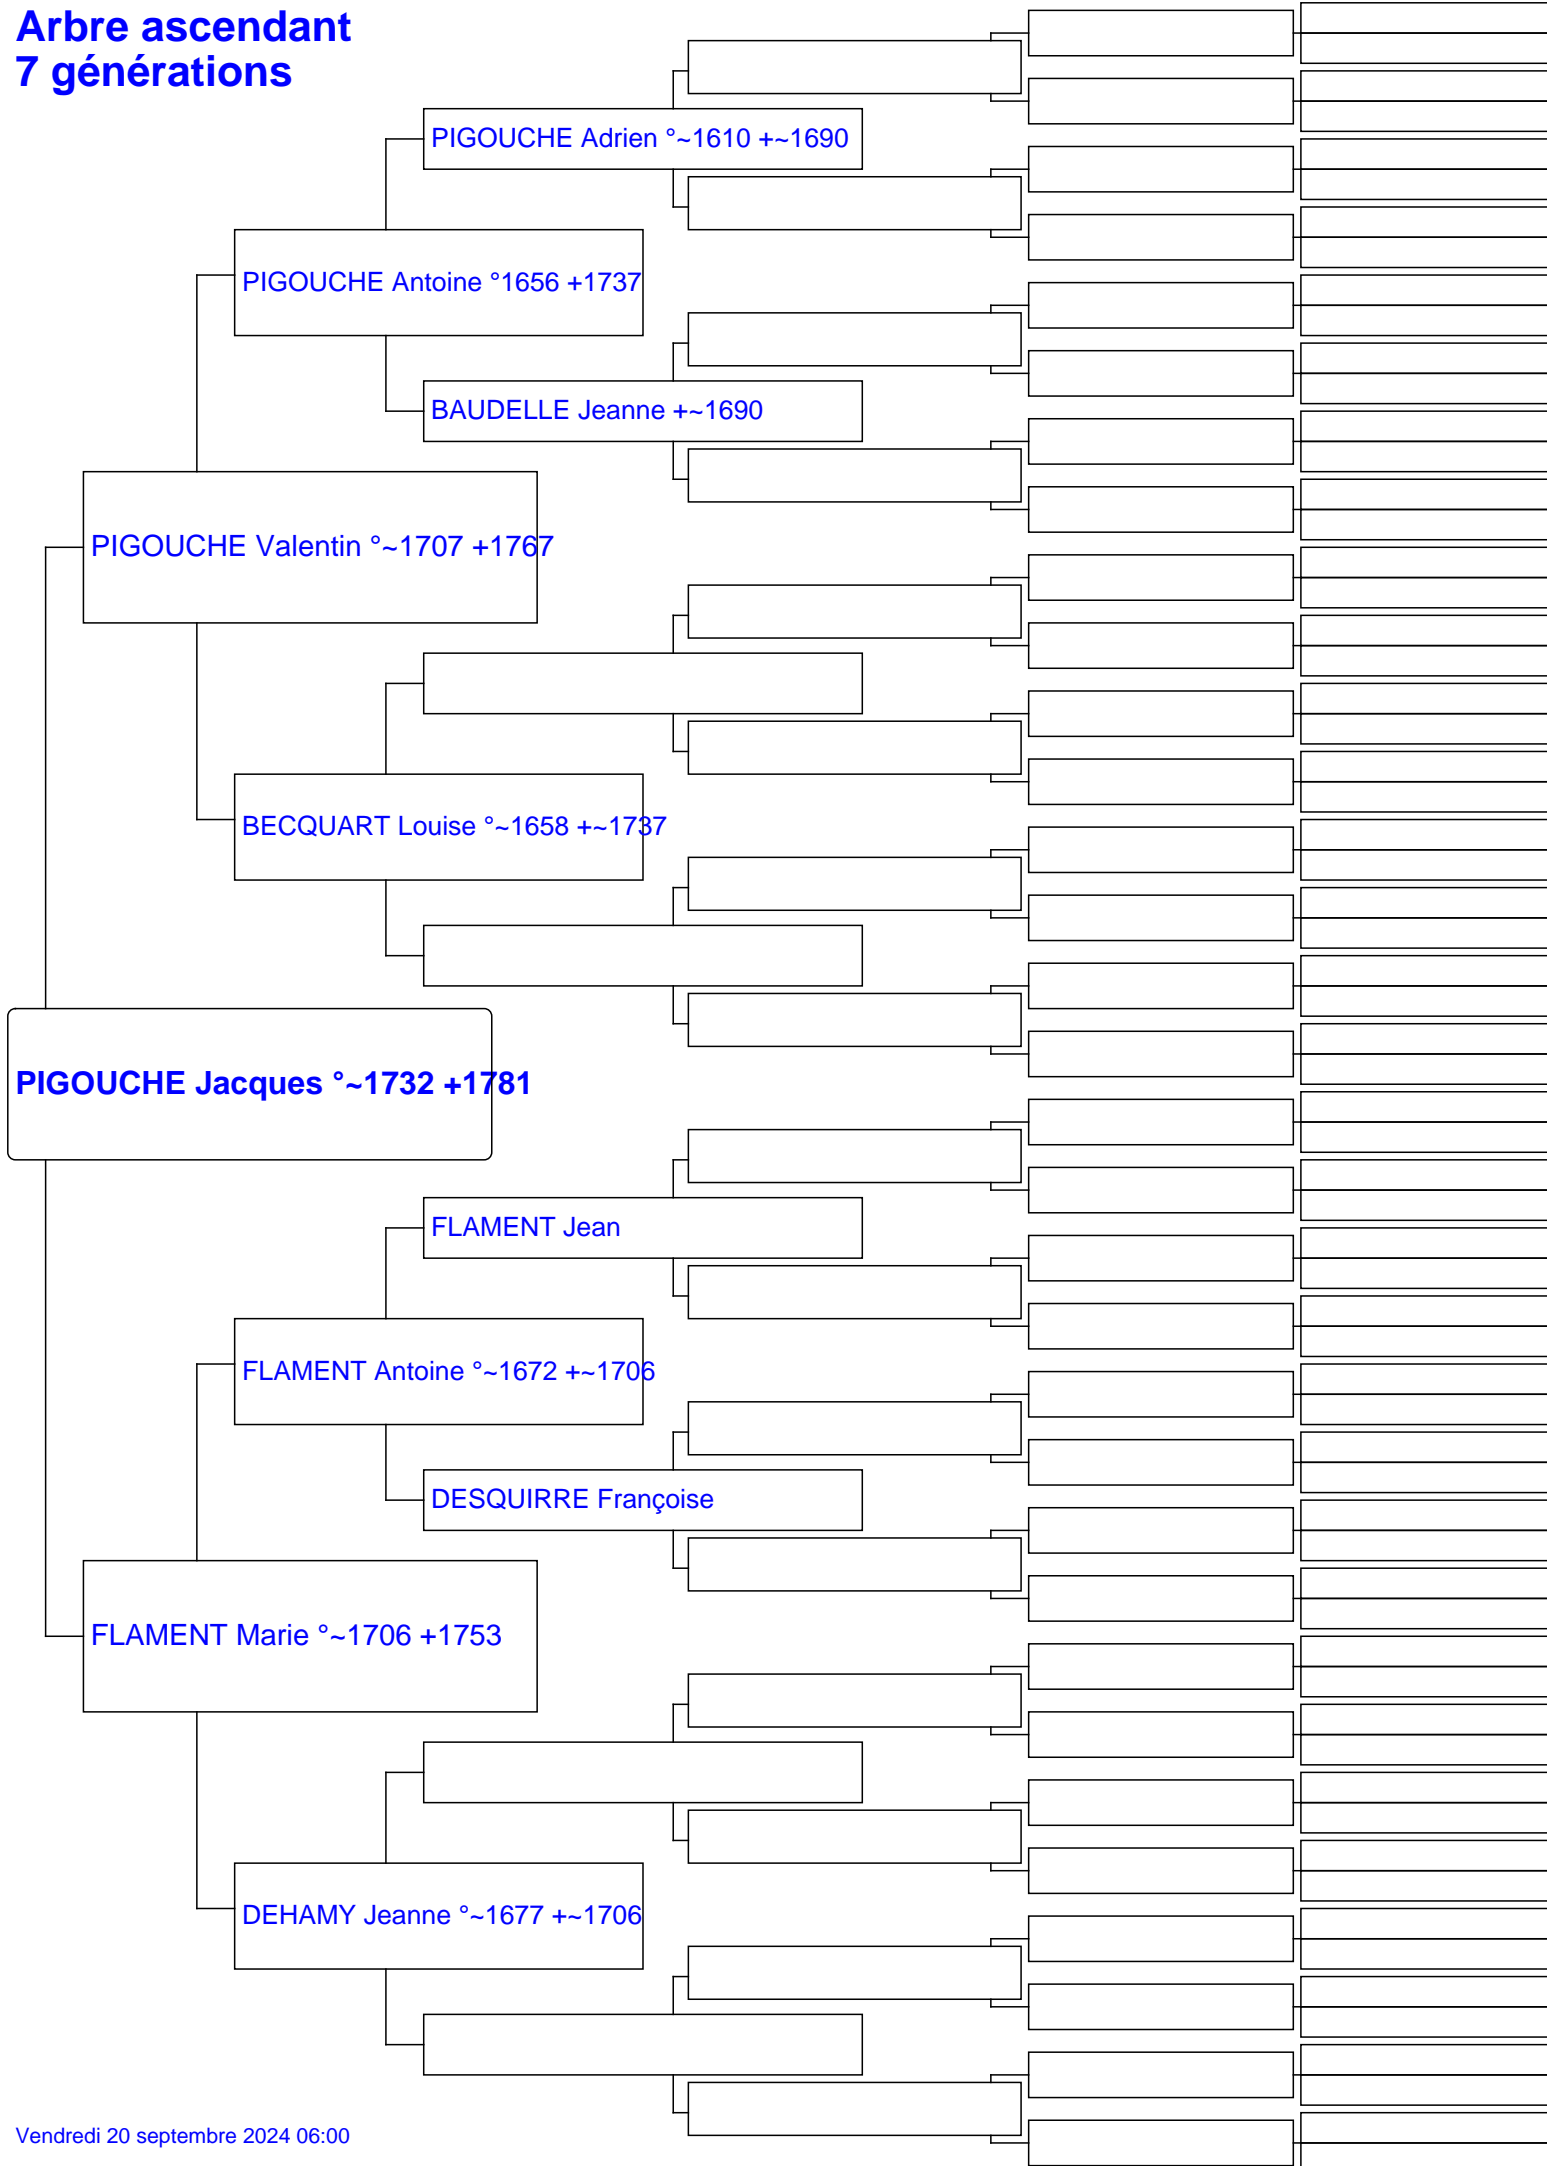 Arbre ascendant
7 générations
PIGOUCHE Adrien °~1610 +~1690
PIGOUCHE Antoine °1656 +1737
BAUDELLE Jeanne +~1690
PIGOUCHE Valentin °~1707 +1767
BECQUART Louise °~1658 +~1737
PIGOUCHE Jacques °~1732 +1781
FLAMENT Jean
FLAMENT Antoine °~1672 +~1706
DESQUIRRE Françoise
FLAMENT Marie °~1706 +1753
DEHAMY Jeanne °~1677 +~1706
Vendredi 20 septembre 2024 06:00